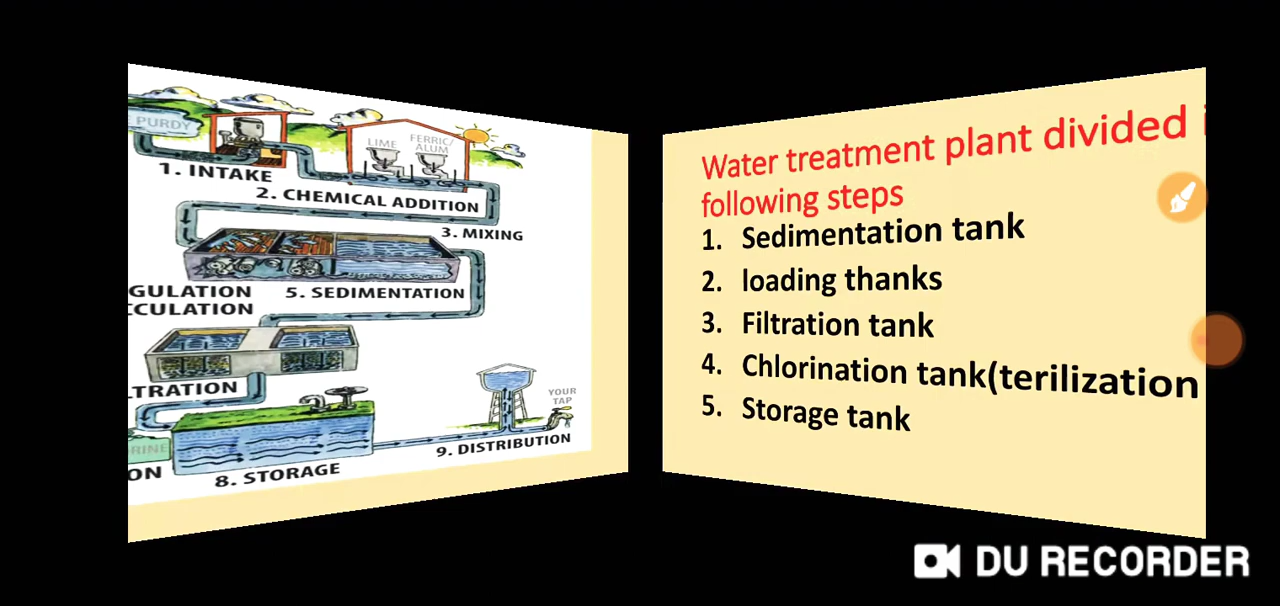 PURDY
LIME
FERRIC/
ALUM
1. INTAKE
2. CHEMICAL ADDITION
3. MIXING
GULATION
CCULATION
5. SEDIMENTATION
LTRATION
YOUR
TAP
RINE
ON
8. STORAGE
9. DISTRIBUTION
Water treatment plant divided i
following steps
1. Sedimentation tank
2. loading thanks
3. Filtration tank
4. Chlorination tank(terilization
5. Storage tank
DU RECORDER